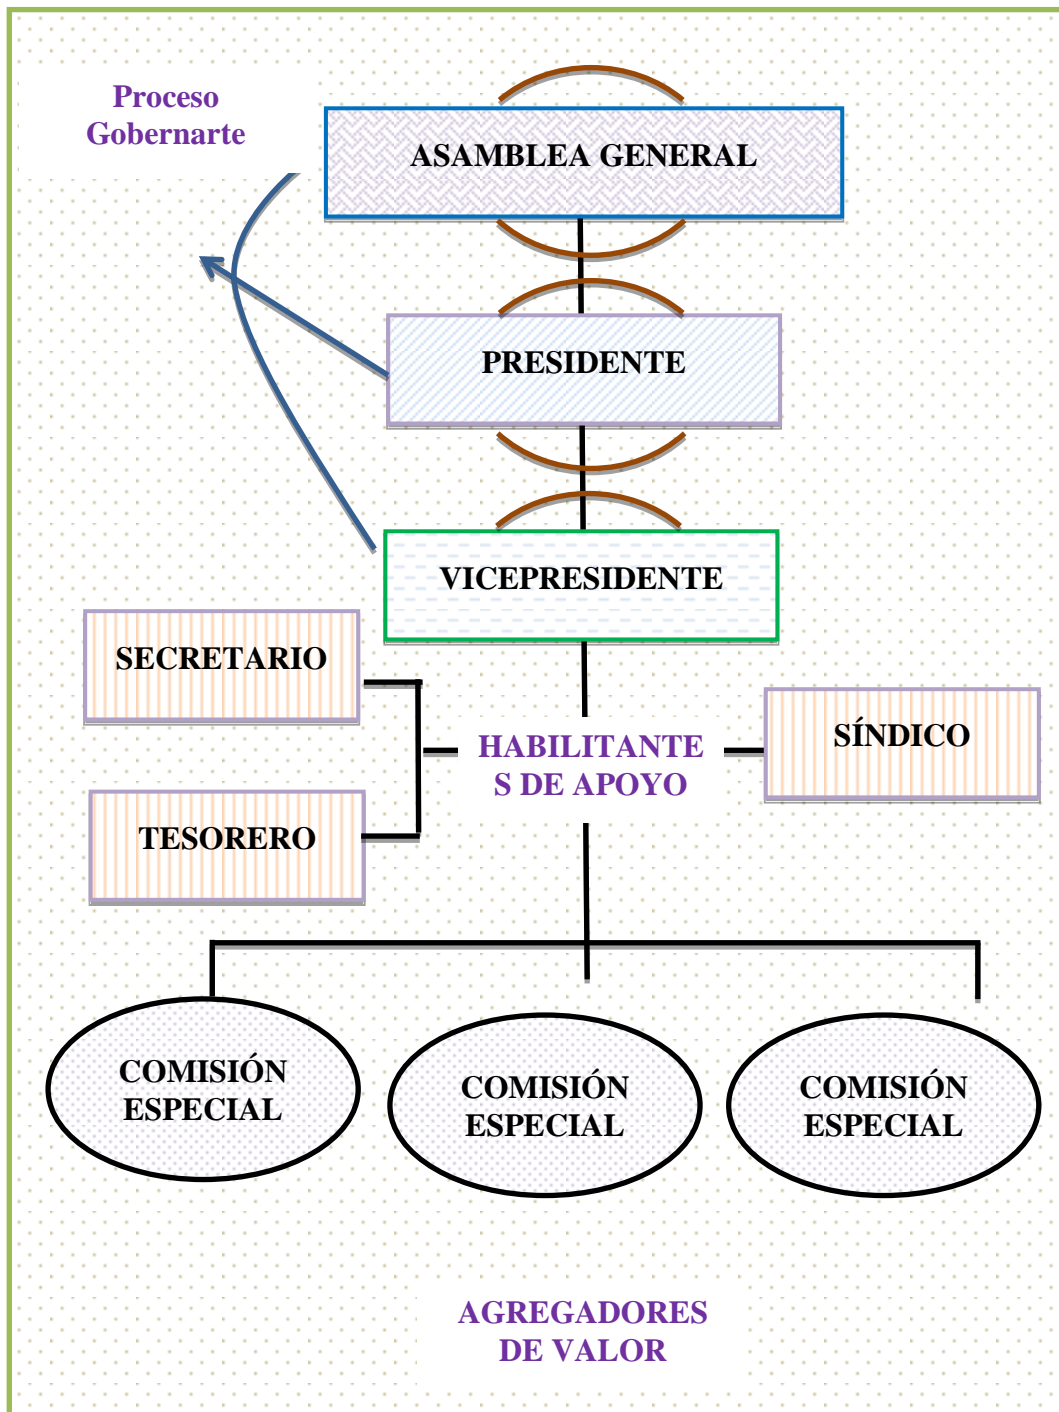 Proceso
Gobernarte
ASAMBLEA GENERAL
PRESIDENTE
VICEPRESIDENTE
SECRETARIO
HABILITANTE
S DE APOYO
SÍNDICO
TESORERO
COMISIÓN
ESPECIAL
COMISIÓN
ESPECIAL
COMISIÓN
ESPECIAL
AGREGADORES
DE VALOR